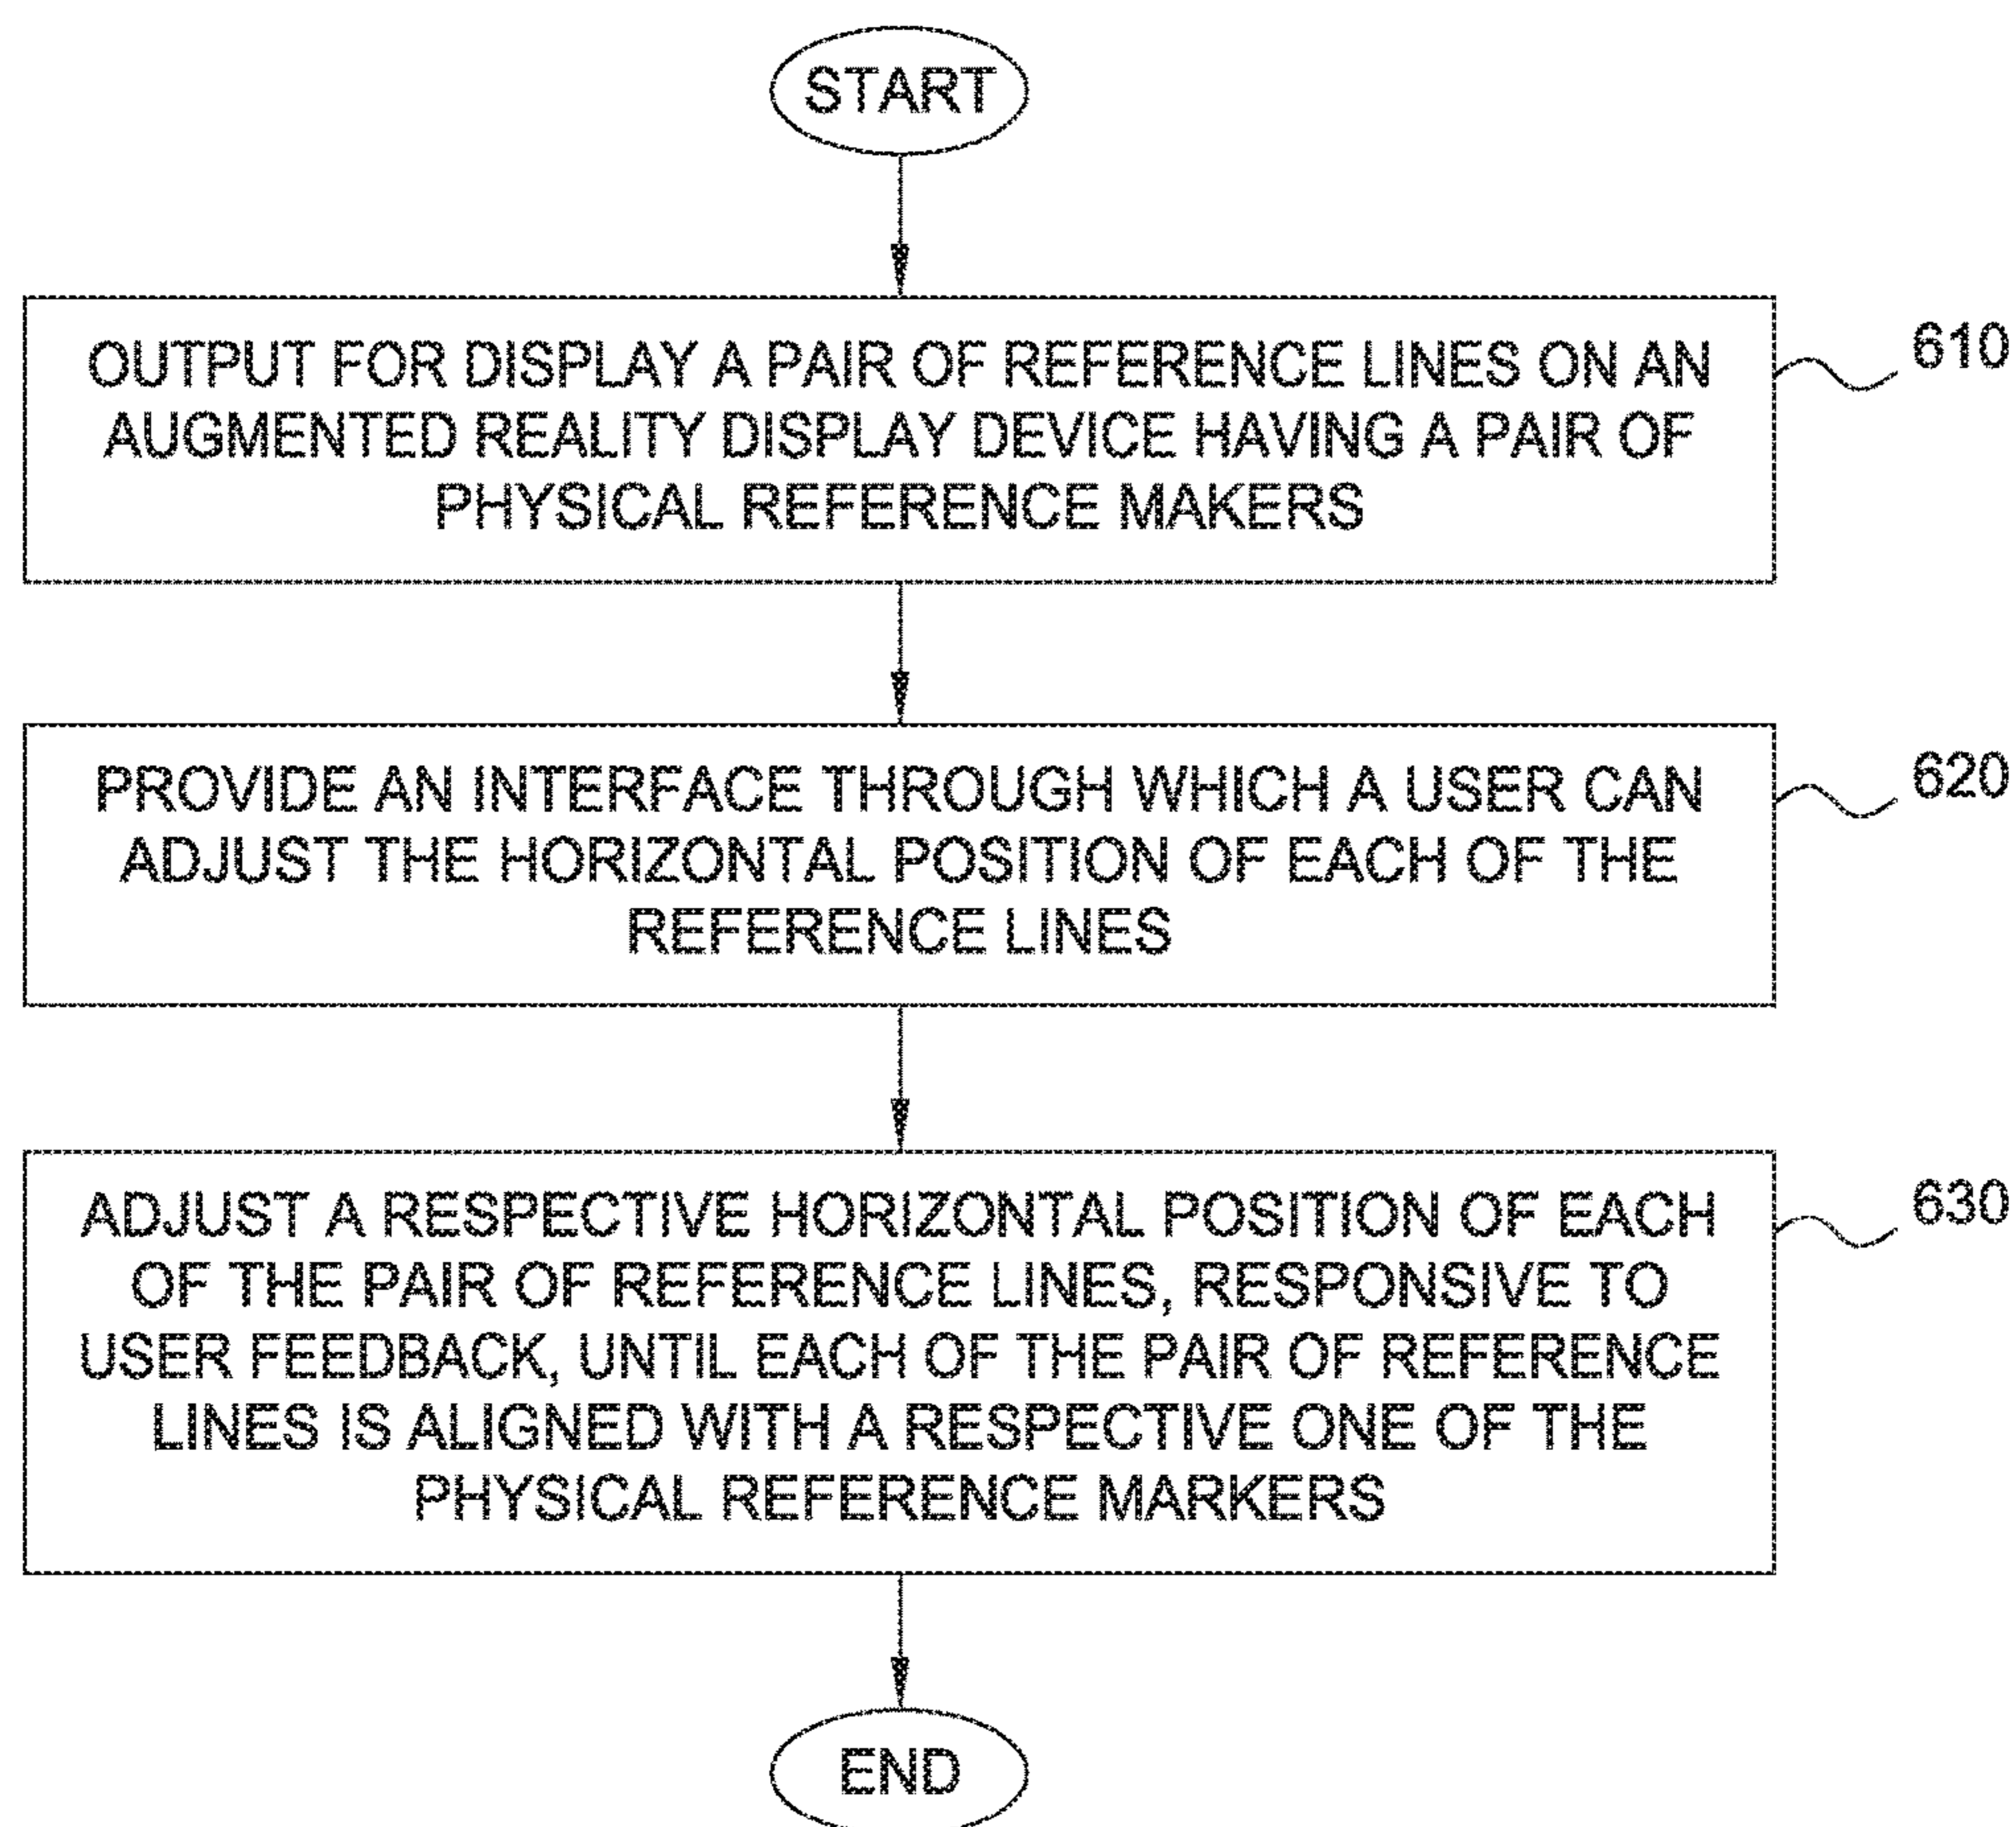 START
OUTPUT FOR DISPLAY A PAIR OF REFERENCE LINES ON AN
AUGMENTED REALITY DISPLAY DEVICE HAVING A PAIR OF
PHYSICAL REFERENCE MAKERS
610
PROVIDE AN INTERFACE THROUGH WHICH A USER CAN
ADJUST THE HORIZONTAL POSITION OF EACH OF THE
REFERENCE LINES
620
ADJUST A RESPECTIVE HORIZONTAL POSITION OF EACH
OF THE PAIR OF REFERENCE LINES, RESPONSIVE TO
USER FEEDBACK, UNTIL EACH OF THE PAIR OF REFERENCE
LINES IS ALIGNED WITH A RESPECTIVE ONE OF THE
PHYSICAL REFERENCE MARKERS
630
END